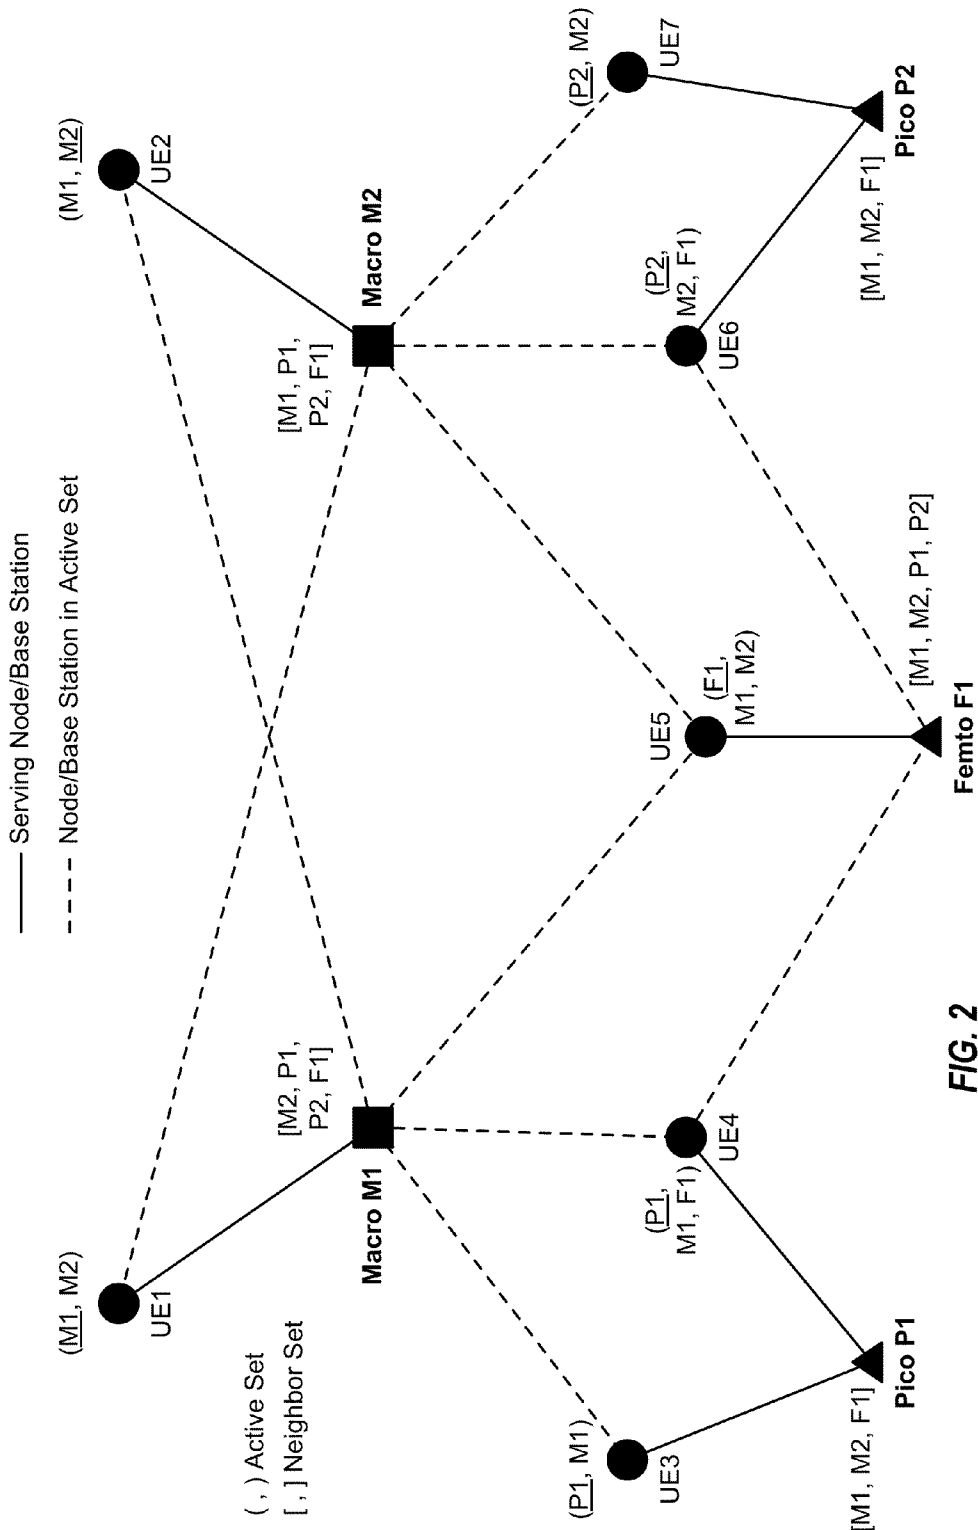 Serving Node/Base Station
Node/Base Station in Active Set
(M1, M2)
UE1
(M1, M2)
UE2
( , ) Active Set
[ , ] Neighbor Set
[M2, P1,
P2, F1]
Macro M1
[M1, P1,
P2, F1]
Macro M2
(P1, M1)
UE3
(P1,
M1, F1)
UE4
UE5
(F1,
M1, M2)
(P2,
M2, F1)
UE6
(P2, M2)
UE7
[M1, M2, F1]
Pico P1
[M1, M2, P1, P2]
Femto F1
[M1, M2, F1]
Pico P2
FIG. 2